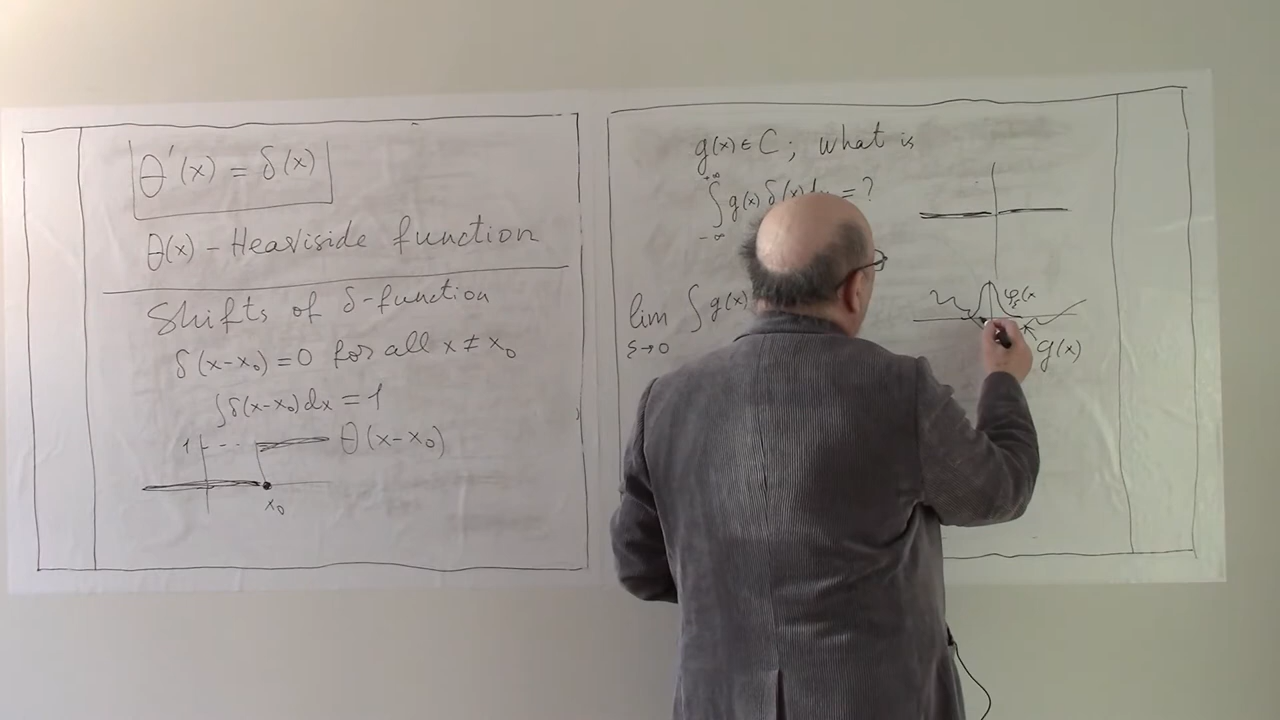 θ'(x) = δ(x)
θ(x) – Heaviside function
Shifts of δ-function
δ(x-x₀) = 0 for all x ≠ x₀
∫δ(x-x₀)dx = 1
1
θ(x-x₀)
x₀
g(x) ∈ C; what is
+∞
∫ g(x) δ(x)dx = ?
-∞
lim ∫ g(x)
ε→0
φε(x
g(x)